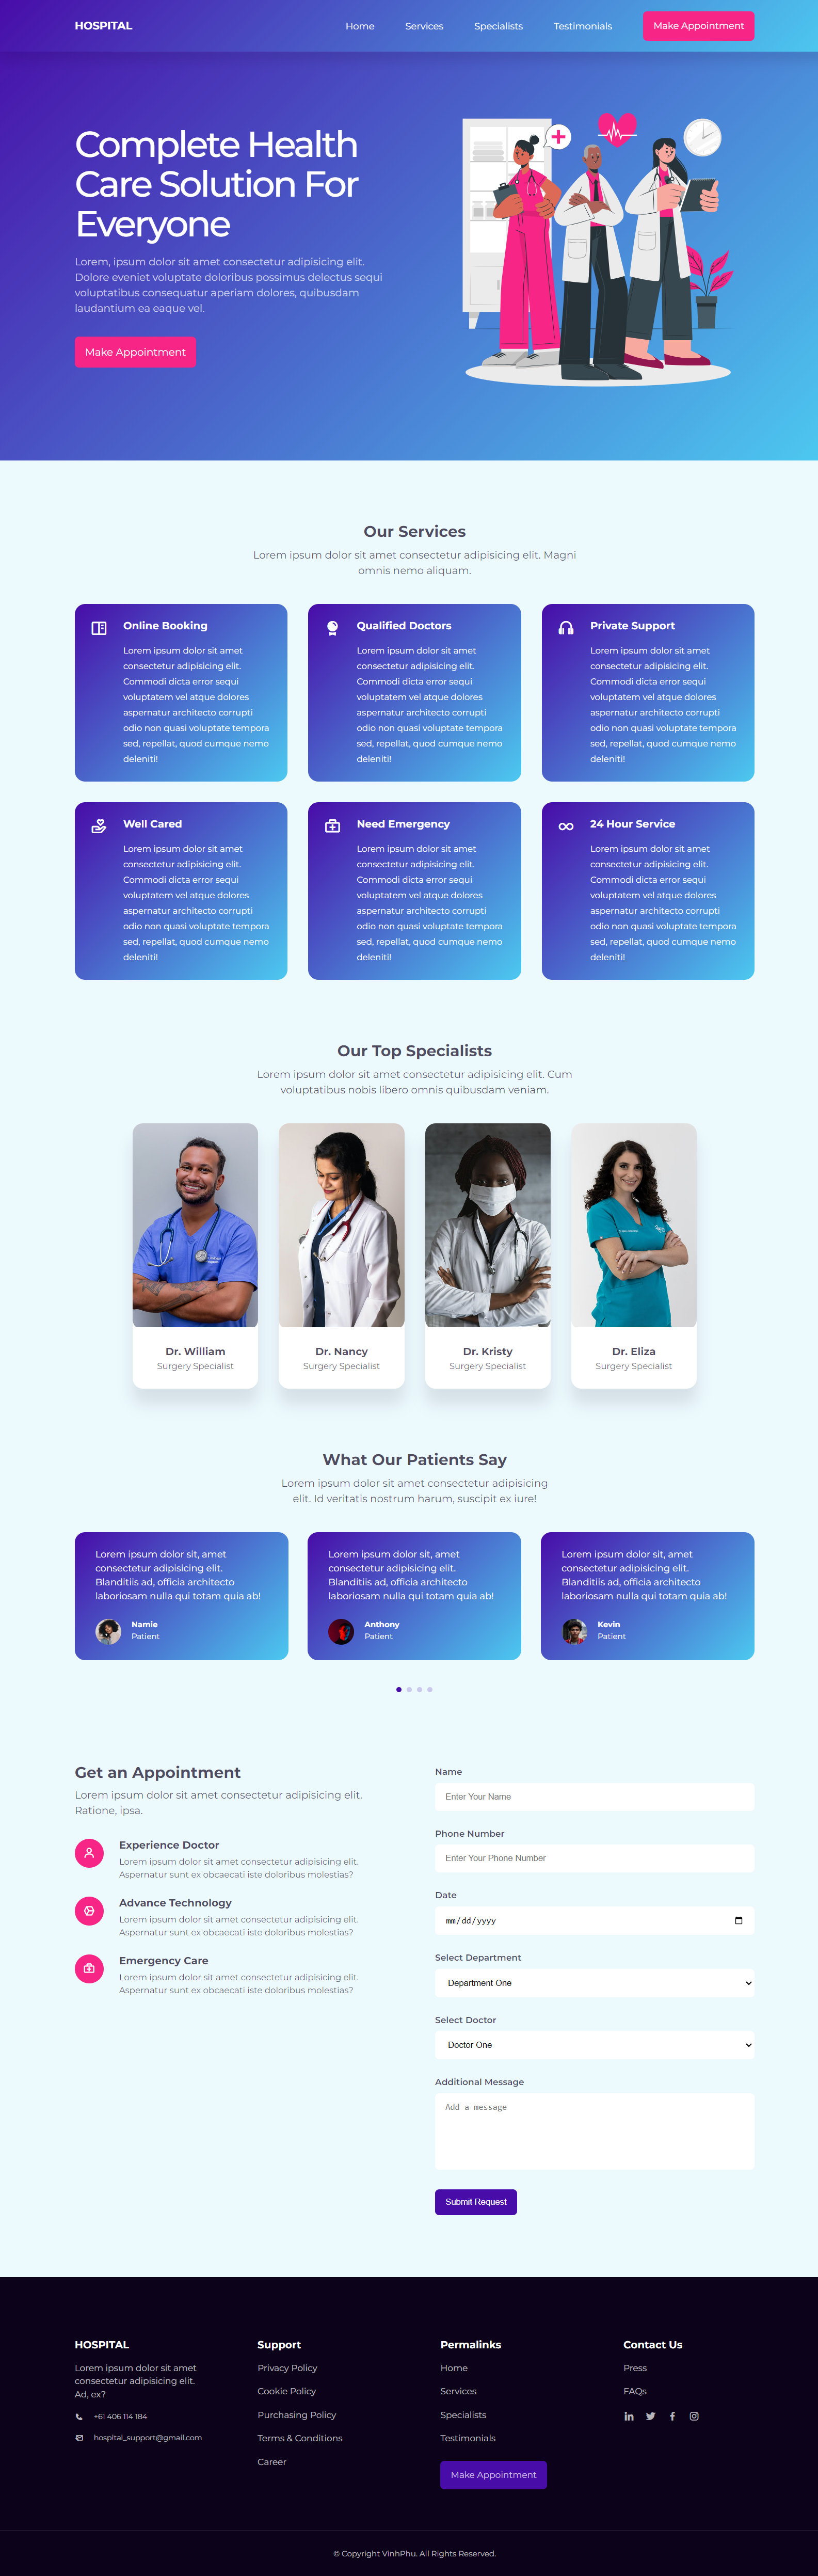 HOSPITAL
Home
Services
Specialists
Testimonials
Make Appointment
Complete Health
Care Solution For
Everyone
Lorem, ipsum dolor sit amet consectetur adipisicing elit.
Dolore eveniet voluptate doloribus possimus delectus sequi
voluptatibus consequatur aperiam dolores, quibusdam
laudantium ea eaque vel.
Make Appointment
Our Services
Lorem ipsum dolor sit amet consectetur adipisicing elit. Magni
omnis nemo aliquam.
Online Booking
Lorem ipsum dolor sit amet
consectetur adipisicing elit.
Commodi dicta error sequi
voluptatem vel atque dolores
aspernatur architecto corrupti
odio non quasi voluptate tempora
sed, repellat, quod cumque nemo
deleniti!
Qualified Doctors
Lorem ipsum dolor sit amet
consectetur adipisicing elit.
Commodi dicta error sequi
voluptatem vel atque dolores
aspernatur architecto corrupti
odio non quasi voluptate tempora
sed, repellat, quod cumque nemo
deleniti!
Private Support
Lorem ipsum dolor sit amet
consectetur adipisicing elit.
Commodi dicta error sequi
voluptatem vel atque dolores
aspernatur architecto corrupti
odio non quasi voluptate tempora
sed, repellat, quod cumque nemo
deleniti!
Well Cared
Lorem ipsum dolor sit amet
consectetur adipisicing elit.
Commodi dicta error sequi
voluptatem vel atque dolores
aspernatur architecto corrupti
odio non quasi voluptate tempora
sed, repellat, quod cumque nemo
deleniti!
Need Emergency
Lorem ipsum dolor sit amet
consectetur adipisicing elit.
Commodi dicta error sequi
voluptatem vel atque dolores
aspernatur architecto corrupti
odio non quasi voluptate tempora
sed, repellat, quod cumque nemo
deleniti!
24 Hour Service
Lorem ipsum dolor sit amet
consectetur adipisicing elit.
Commodi dicta error sequi
voluptatem vel atque dolores
aspernatur architecto corrupti
odio non quasi voluptate tempora
sed, repellat, quod cumque nemo
deleniti!
Our Top Specialists
Lorem ipsum dolor sit amet consectetur adipisicing elit. Cum
voluptatibus nobis libero omnis quibusdam veniam.
Dr. William
Surgery Specialist
Dr. Nancy
Surgery Specialist
Dr. Kristy
Surgery Specialist
Dr. Eliza
Surgery Specialist
What Our Patients Say
Lorem ipsum dolor sit amet consectetur adipisicing
elit. Id veritatis nostrum harum, suscipit ex iure!
Lorem ipsum dolor sit, amet
consectetur adipisicing elit.
Blanditiis ad, officia architecto
laboriosam nulla qui totam quia ab!
Namie
Patient
Lorem ipsum dolor sit, amet
consectetur adipisicing elit.
Blanditiis ad, officia architecto
laboriosam nulla qui totam quia ab!
Anthony
Patient
Lorem ipsum dolor sit, amet
consectetur adipisicing elit.
Blanditiis ad, officia architecto
laboriosam nulla qui totam quia ab!
Kevin
Patient
Get an Appointment
Lorem ipsum dolor sit amet consectetur adipisicing elit.
Ratione, ipsa.
Experience Doctor
Lorem ipsum dolor sit amet consectetur adipisicing elit.
Aspernatur sunt ex obcaecati iste doloribus molestias?
Advance Technology
Lorem ipsum dolor sit amet consectetur adipisicing elit.
Aspernatur sunt ex obcaecati iste doloribus molestias?
Emergency Care
Lorem ipsum dolor sit amet consectetur adipisicing elit.
Aspernatur sunt ex obcaecati iste doloribus molestias?
Name
Enter Your Name
Phone Number
Enter Your Phone Number
Date
mm/dd/yyyy
Select Department
Department One
Select Doctor
Doctor One
Additional Message
Add a message
Submit Request
HOSPITAL
Lorem ipsum dolor sit amet
consectetur adipisicing elit.
Ad, ex?
+61 406 114 184
hospital_support@gmail.com
Support
Privacy Policy
Cookie Policy
Purchasing Policy
Terms & Conditions
Career
Permalinks
Home
Services
Specialists
Testimonials
Make Appointment
Contact Us
Press
FAQs
© Copyright VinhPhu. All Rights Reserved.